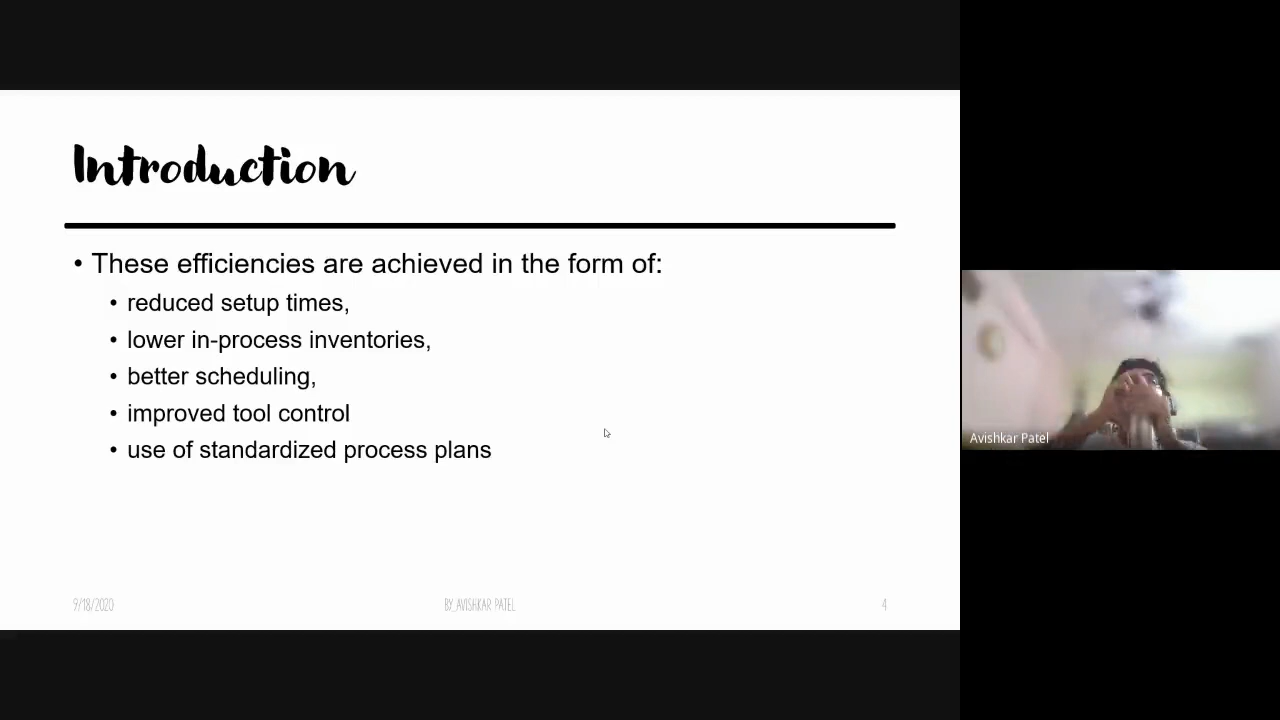 Introduction
• These efficiencies are achieved in the form of:
• reduced setup times,
• lower in-process inventories,
• better scheduling,
• improved tool control
• use of standardized process plans
9/18/2020
BY AVISHKAR PATEL
4
Avishkar Patel